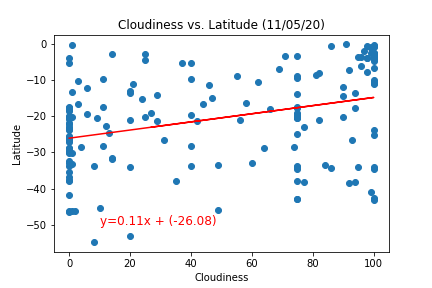 Cloudiness vs. Latitude (11/05/20)
0
−10
−20
−30
−40
−50
Latitude
y=0.11x + (-26.08)
0 20 40 60 80 100
Cloudiness